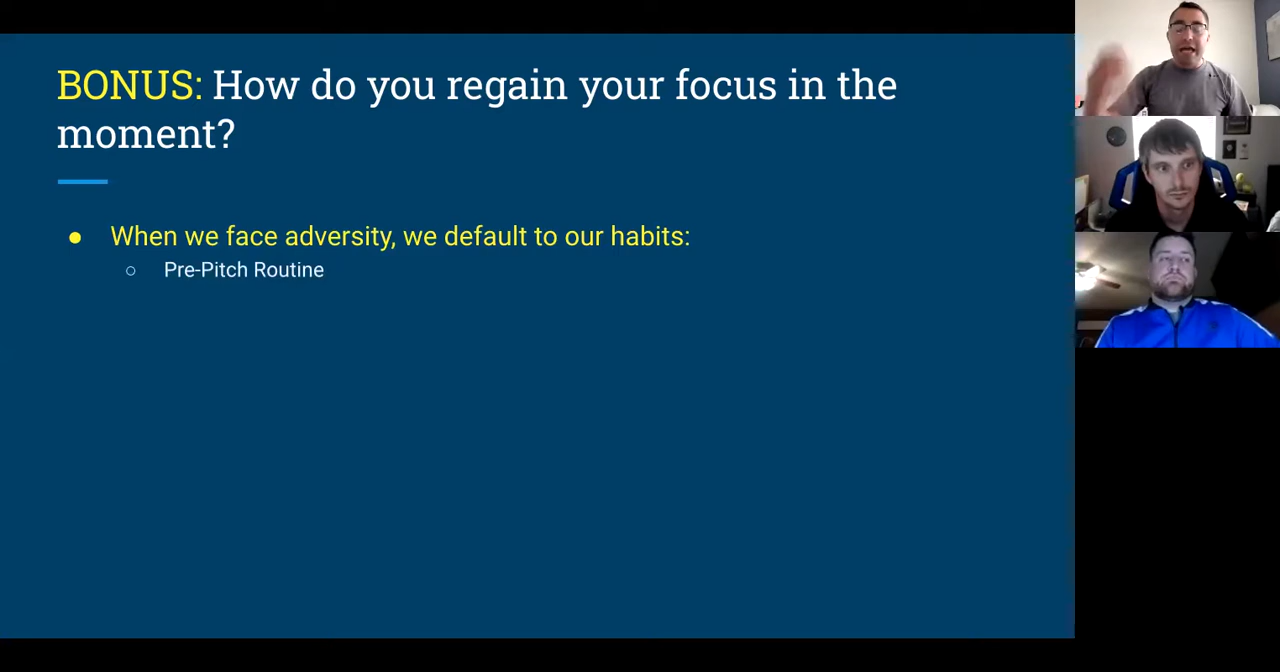 BONUS: How do you regain your focus in the
moment?
● When we face adversity, we default to our habits:
○ Pre-Pitch Routine